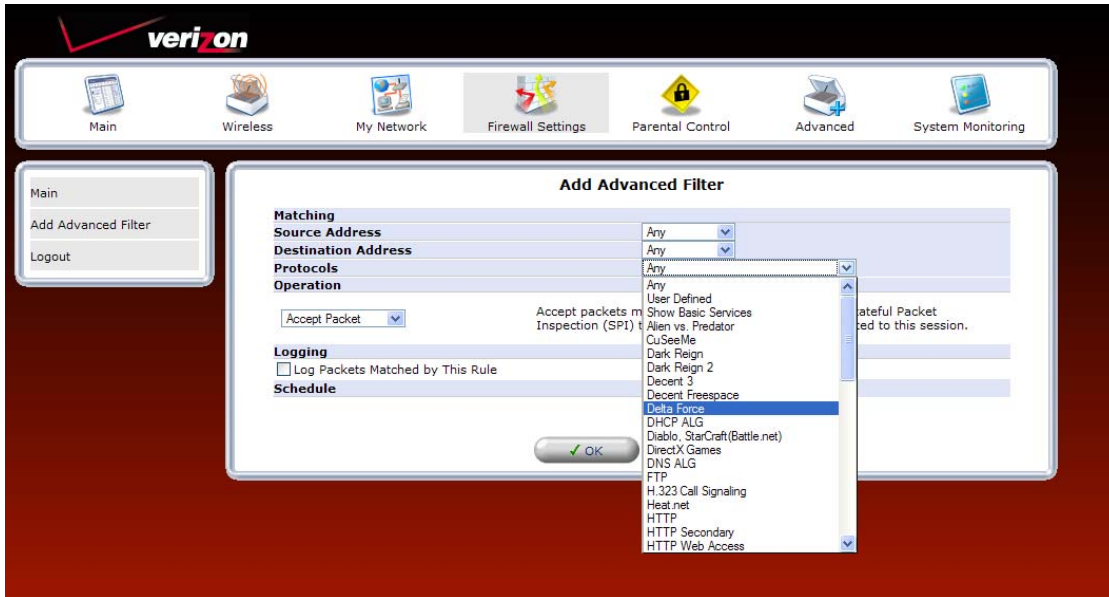 verizon
Main Wireless My Network Firewall Settings Parental Control Advanced System Monitoring
Main
Add Advanced Filter
Logout
Add Advanced Filter
Matching
Source Address Any
Destination Address Any
Protocols Any
Operation
Accept Packet
Accept packets m ateful Packet
Inspection (SPI) t ted to this session.
Logging
Log Packets Matched by This Rule
Schedule
OK
Any
User Defined
Show Basic Services
Alien vs. Predator
CuSeeMe
Dark Reign
Dark Reign 2
Decent 3
Decent Freespace
Delta Force
DHCP ALG
Diablo, StarCraft(Battle.net)
DirectX Games
DNS ALG
FTP
H.323 Call Signaling
Heat.net
HTTP
HTTP Secondary
HTTP Web Access